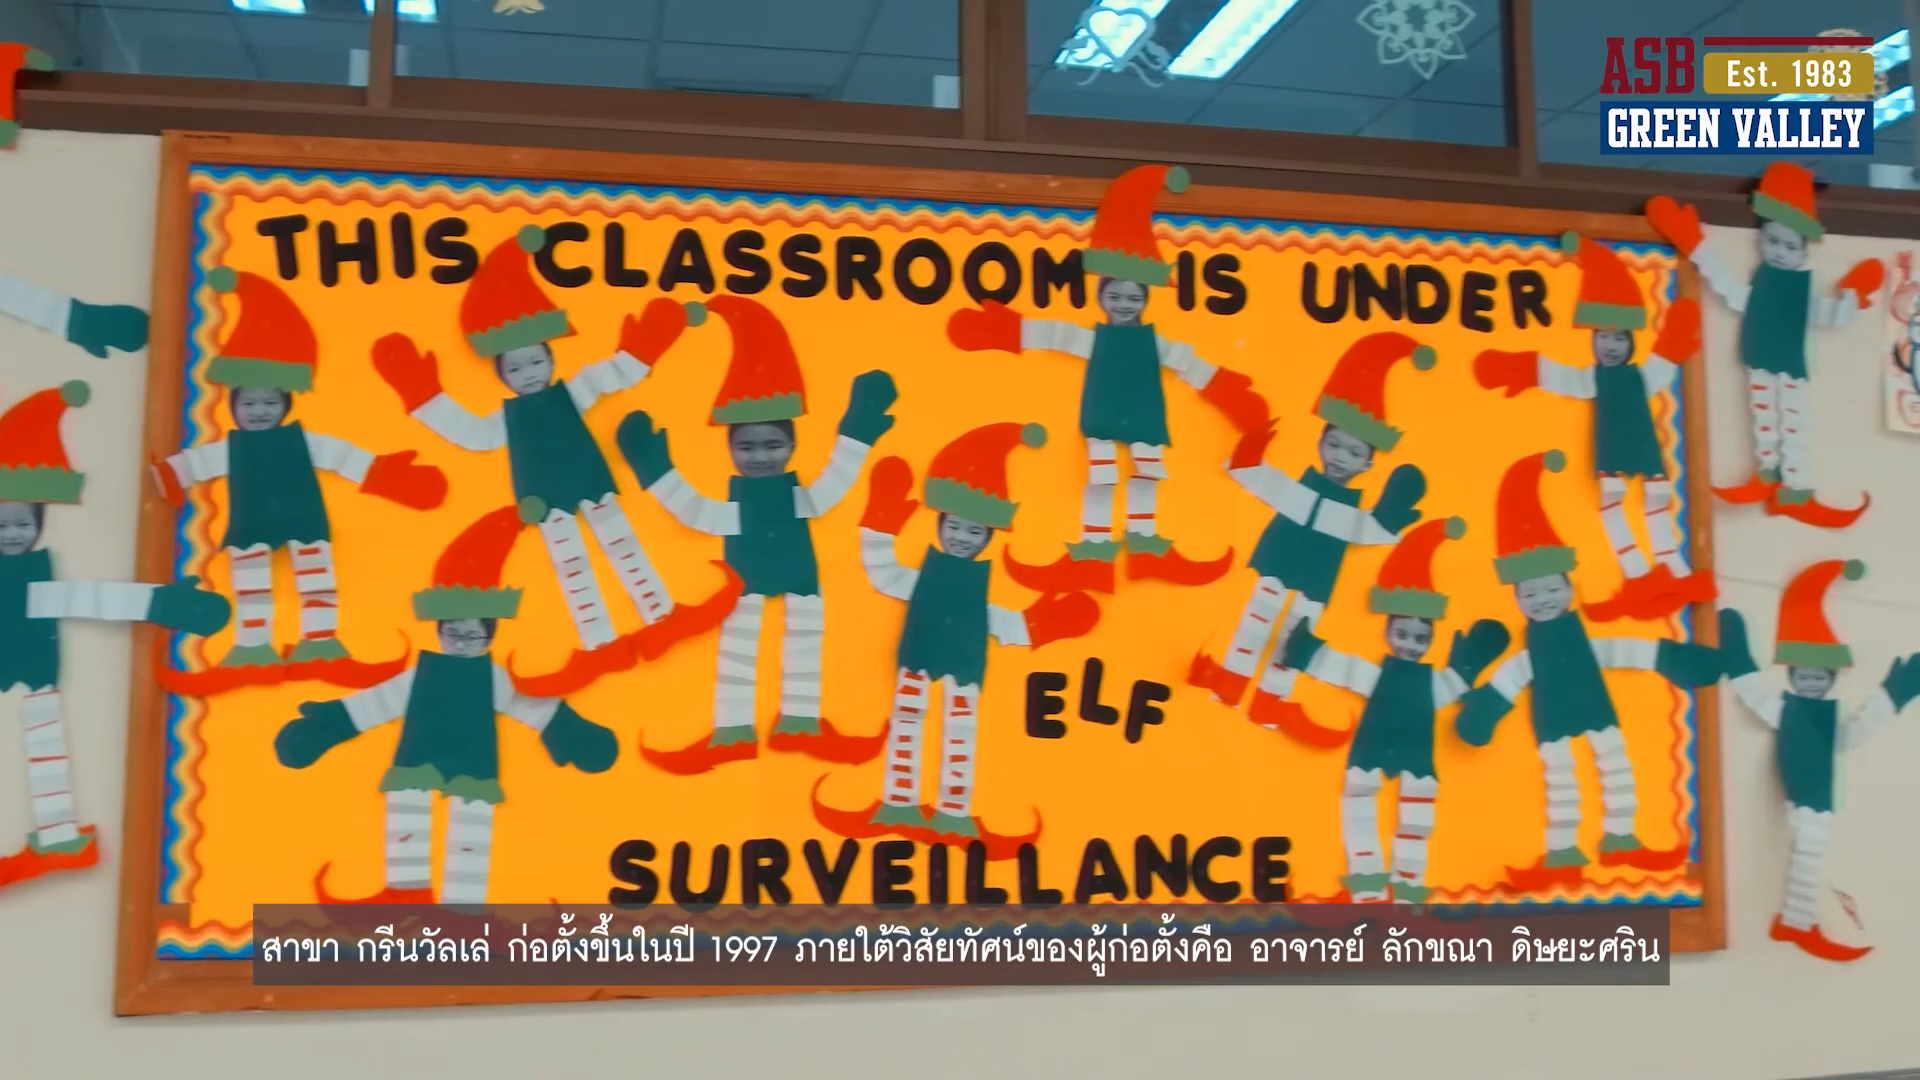 ASB
Est. 1983
GREEN VALLEY
THIS CLASSROOM IS UNDER
ELF
SURVEILLANCE
สาขา กรีนวัลเล่ ก่อตั้งขึ้นในปี 1997 ภายใต้วิสัยทัศน์ของผู้ก่อตั้งคือ อาจารย์ ลักขณา ดิษยะศริน